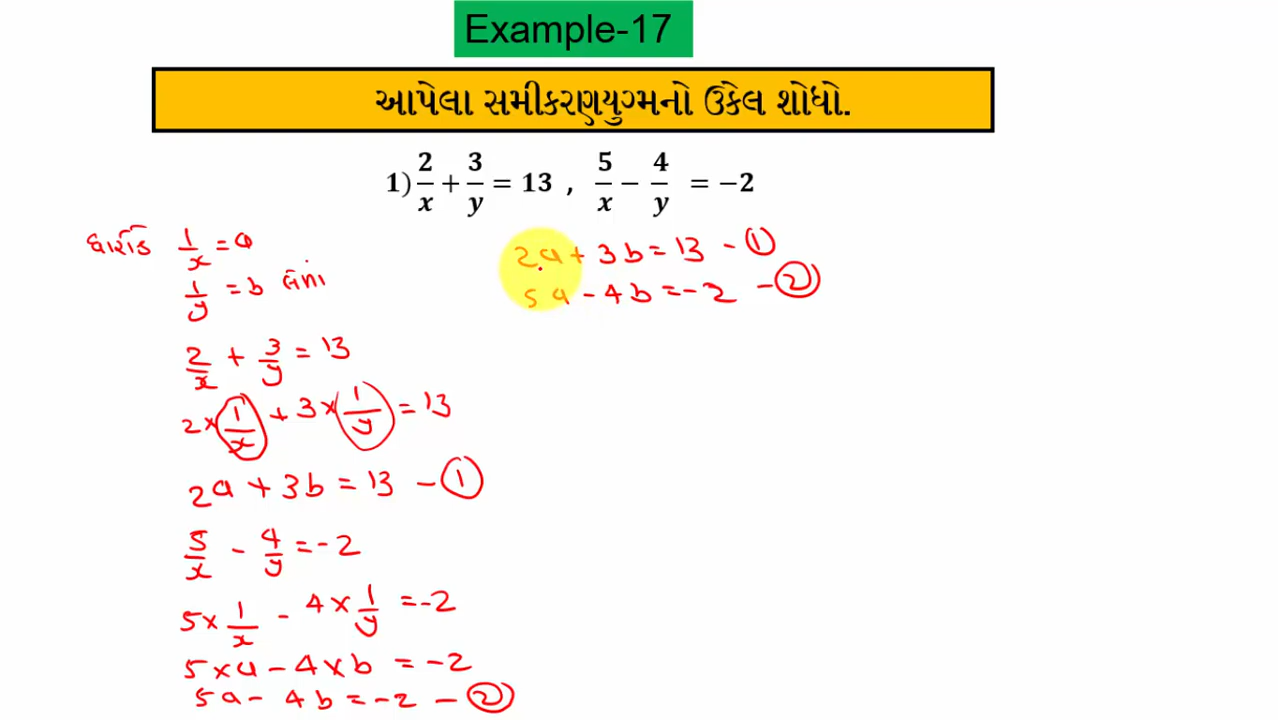 Example-17
આપેલા સમીકરણયુગ્મનો ઉકેલ શોધો.
1) 2/x + 3/y = 13 , 5/x − 4/y = −2
ધારોકે 1/x = a
1/y = b લેતાં
2/x + 3/y = 13
2 × 1/x + 3 × 1/y = 13
2a + 3b = 13 − ①
5/x − 4/y = −2
5 × 1/x − 4 × 1/y = −2
5 × a − 4 × b = −2
5a − 4b = −2 − ②
2a + 3b = 13 − ①
5a − 4b = −2 − ②